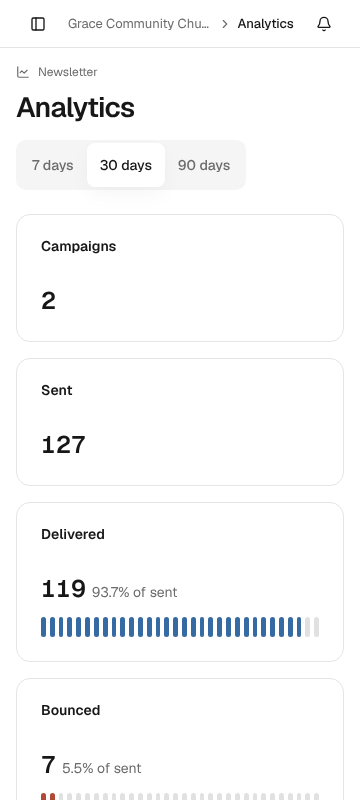 Grace Community Chu... > Analytics
Newsletter
Analytics
7 days 30 days 90 days
Campaigns
2
Sent
127
Delivered
119 93.7% of sent
Bounced
7 5.5% of sent